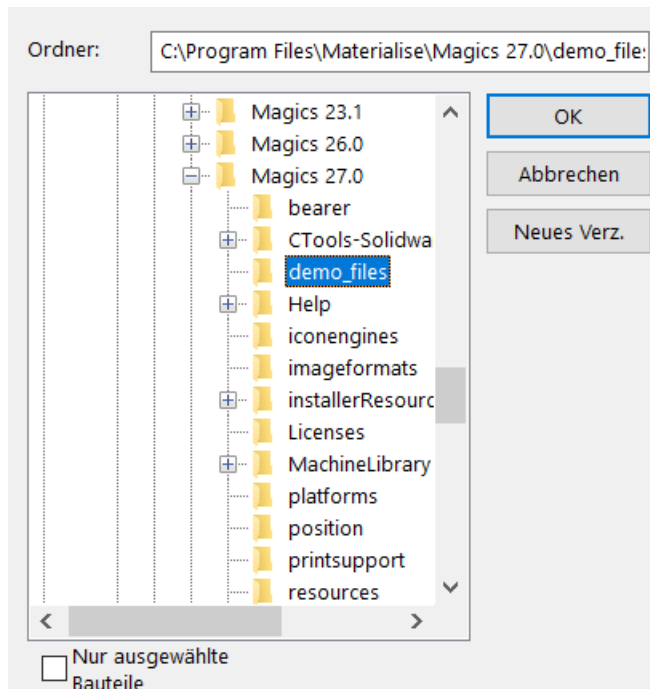 Ordner:
C:\Program Files\Materialise\Magics 27.0\demo_file
Magics 23.1
Magics 26.0
Magics 27.0
bearer
CTools-Solidwa
demo_files
Help
iconengines
imageformats
installerResourc
Licenses
MachineLibrary
platforms
position
printsupport
resources
OK
Abbrechen
Neues Verz.
Nur ausgewählte
Bauteile